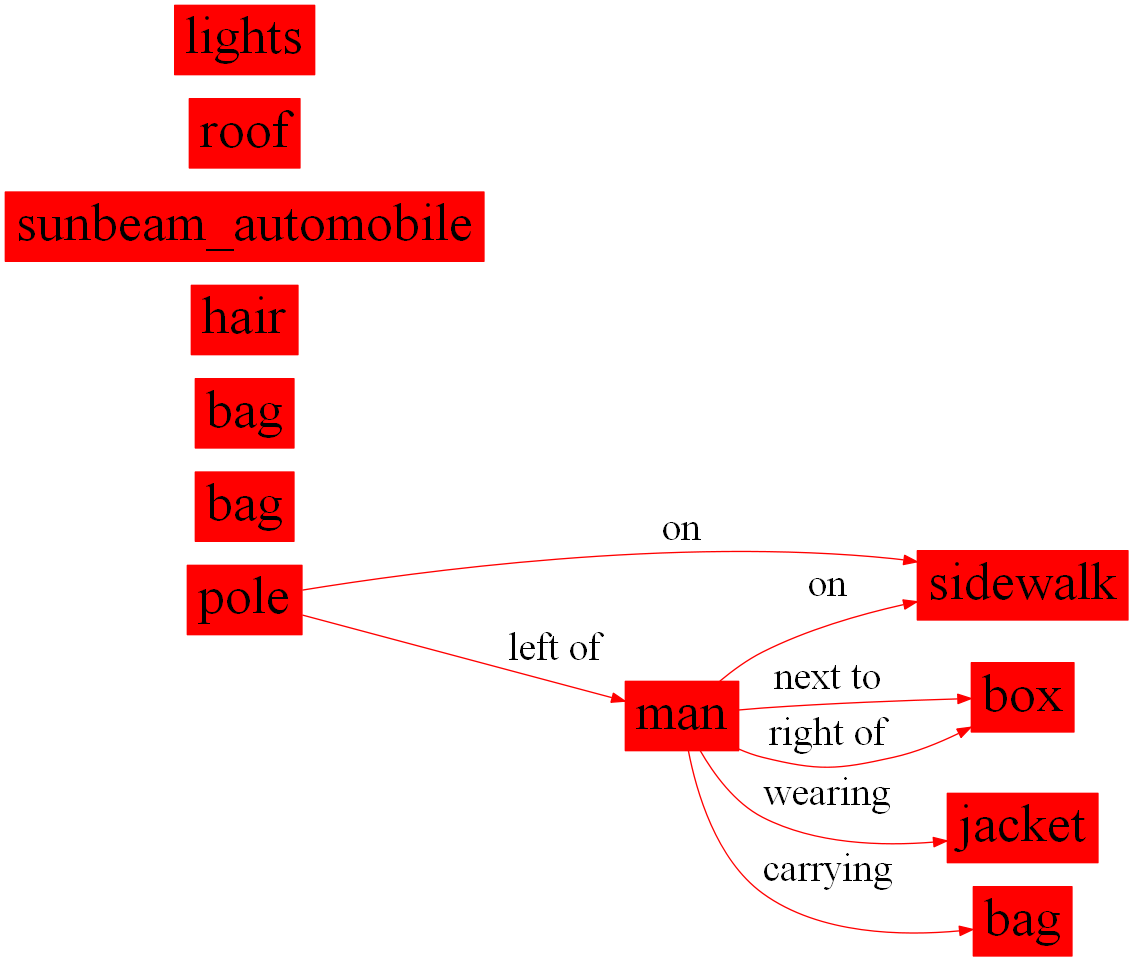 lights
roof
sunbeam_automobile
hair
bag
bag
on
pole
sidewalk
on
left of
man
next to
box
right of
wearing
jacket
carrying
bag